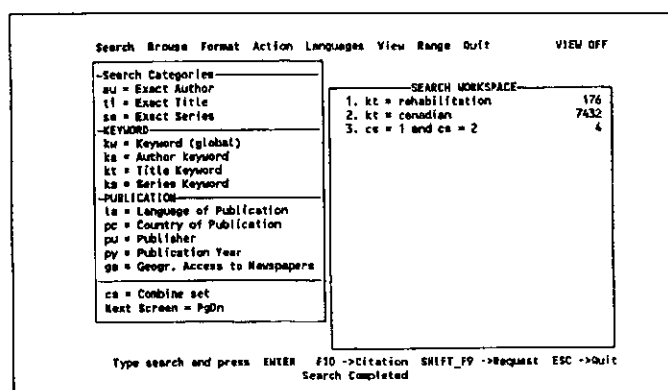 Search Browse Format Action Languages View Range Quit VIEW OFF
Search Categories
au = Exact Author
ti = Exact Title
se = Exact Series
KEYWORD
kw = Keyword (global)
ka = Author keyword
kt = Title Keyword
ks = Series Keyword
PUBLICATION
la = Language of Publication
pc = Country of Publication
pu = Publisher
py = Publication Year
ga = Geogr. Access to Newspapers
cs = Combine set
Next Screen = PgDn
SEARCH WORKSPACE
1. kt = rehabilitation 176
2. kt = canadian 7432
3. cs = 1 and cs = 2 4
Type search and press ENTER F10 ->Citation SHIFT_F9 ->Request ESC ->Quit
Search Completed